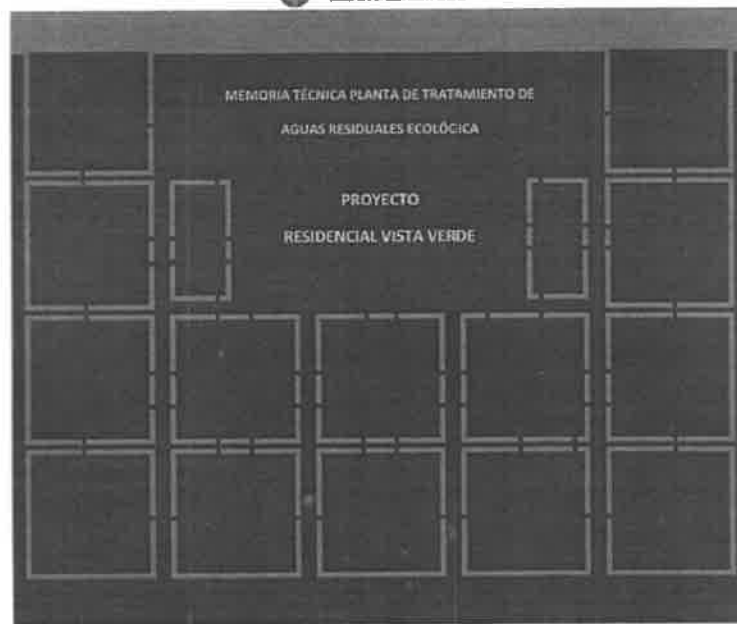 MEMORIA TÉCNICA PLANTA DE TRATAMIENTO DE
AGUAS RESIDUALES ECOLÓGICA
PROYECTO
RESIDENCIAL VISTA VERDE